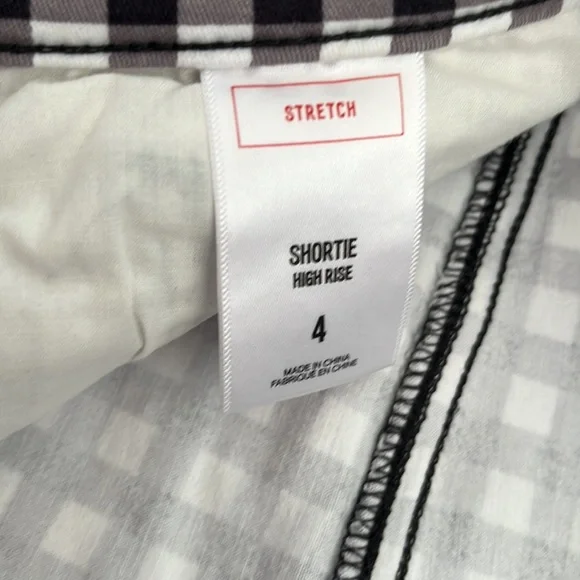 STRETCH
SHORTIE
HIGH RISE
4
MADE IN CHINA
FABRIQUÉ EN CHINE